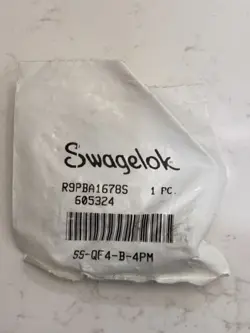 Swagelok
R9PBA1678S 1 PC.
605324
SS-QF4-B-4PM